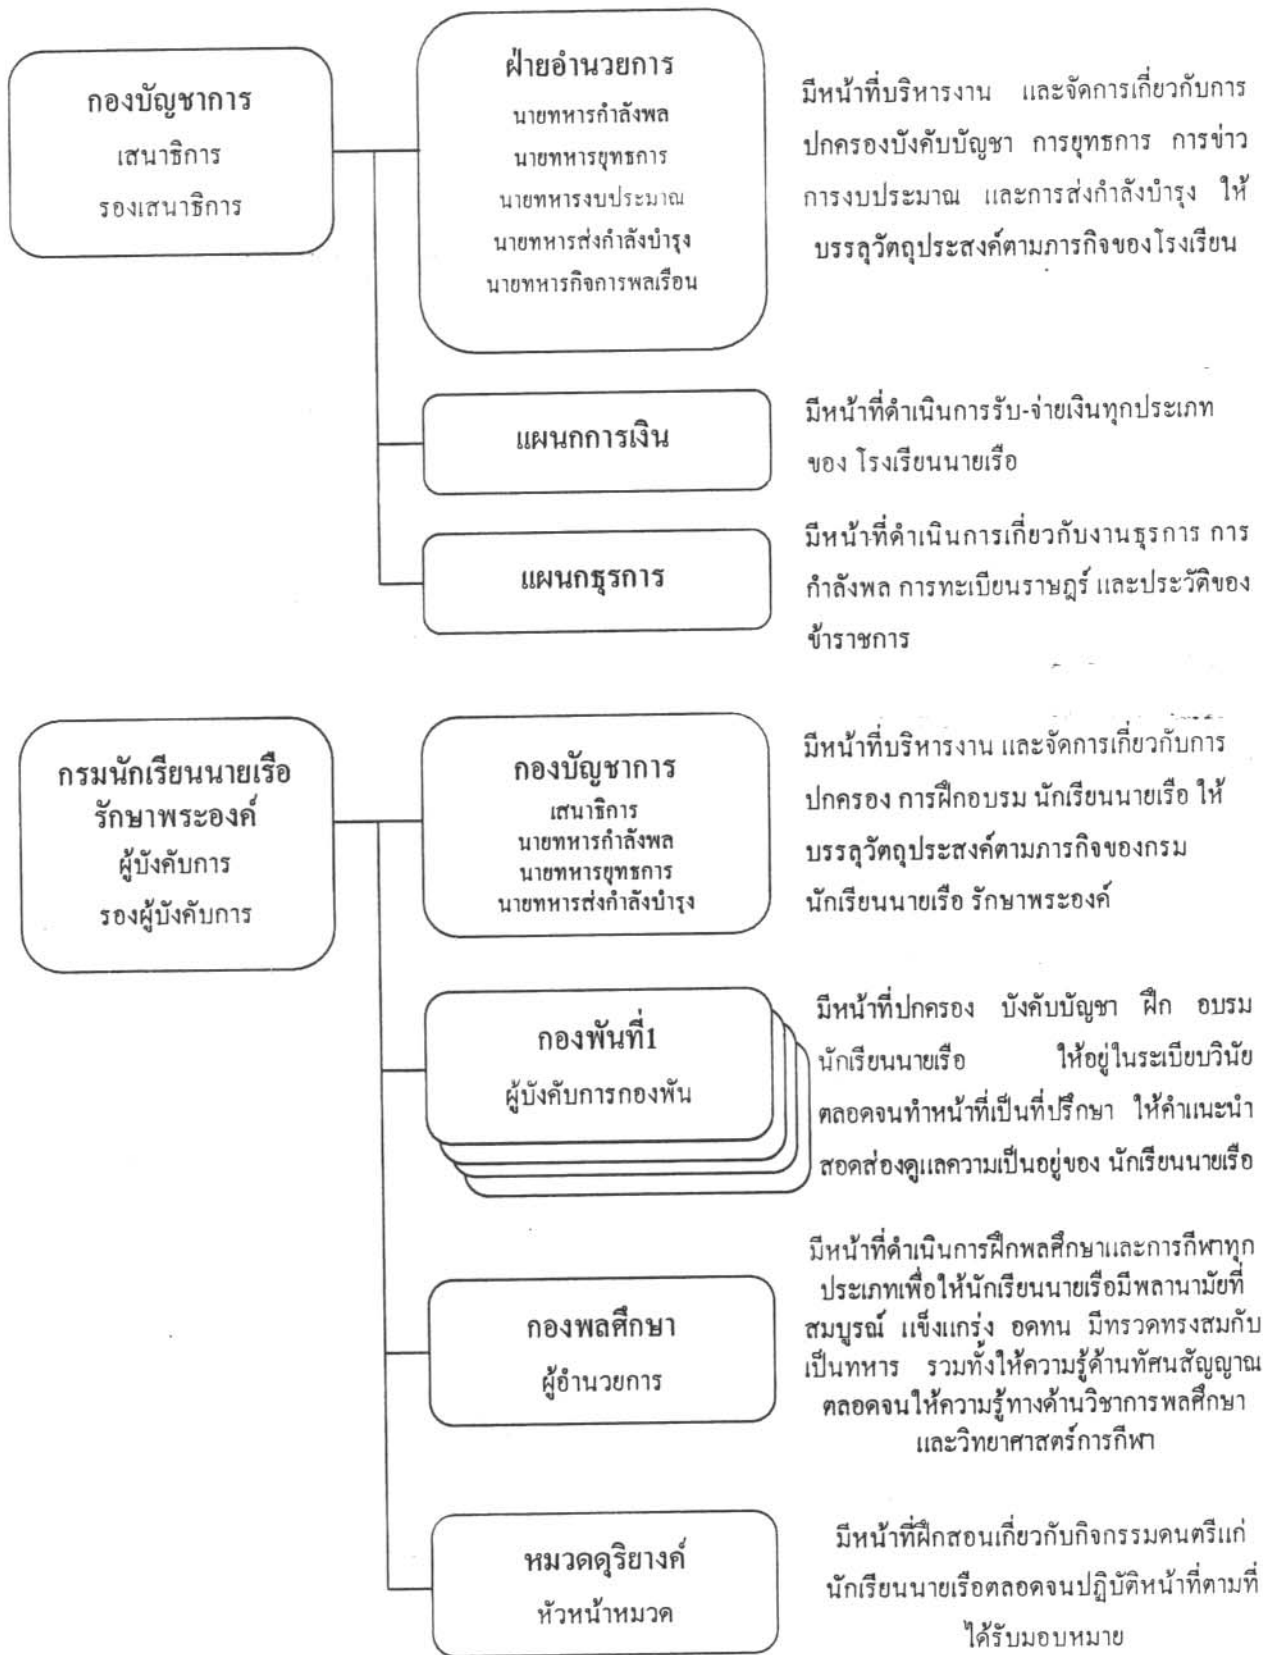 กองบัญชาการ
เสนาธิการ
รองเสนาธิการ
ฝ่ายอำนวยการ
นายทหารกำลังพล
นายทหารยุทธการ
นายทหารงบประมาณ
นายทหารส่งกำลังบำรุง
นายทหารกิจการพลเรือน
มีหน้าที่บริหารงาน และจัดการเกี่ยวกับการ
ปกครองบังคับบัญชา การยุทธการ การข่าว
การงบประมาณ และการส่งกำลังบำรุง ให้
บรรลุวัตถุประสงค์ตามภารกิจของโรงเรียน
แผนกการเงิน
มีหน้าที่ดำเนินการรับ-จ่ายเงินทุกประเภท
ของ โรงเรียนนายเรือ
แผนกธุรการ
มีหน้าที่ดำเนินการเกี่ยวกับงานธุรการ การ
กำลังพล การทะเบียนราษฎร์ และประวัติของ
ข้าราชการ
กรมนักเรียนนายเรือ
รักษาพระองค์
ผู้บังคับการ
รองผู้บังคับการ
กองบัญชาการ
เสนาธิการ
นายทหารกำลังพล
นายทหารยุทธการ
นายทหารส่งกำลังบำรุง
มีหน้าที่บริหารงาน และจัดการเกี่ยวกับการ
ปกครอง การฝึกอบรม นักเรียนนายเรือ ให้
บรรลุวัตถุประสงค์ตามภารกิจของกรม
นักเรียนนายเรือ รักษาพระองค์
กองพันที่1
ผู้บังคับการกองพัน
มีหน้าที่ปกครอง บังคับบัญชา ฝึก อบรม
นักเรียนนายเรือ ให้อยู่ในระเบียบวินัย
ตลอดจนทำหน้าที่เป็นที่ปรึกษา ให้คำแนะนำ
สอดส่องดูแลความเป็นอยู่ของ นักเรียนนายเรือ
กองพลศึกษา
ผู้อำนวยการ
มีหน้าที่ดำเนินการฝึกพลศึกษาและการกีฬาทุก
ประเภทเพื่อให้นักเรียนนายเรือมีพลานามัยที่
สมบูรณ์ แข็งแกร่ง อดทน มีทรวดทรงสมกับ
เป็นทหาร รวมทั้งให้ความรู้ด้านทัศนสัญญาณ
ตลอดจนให้ความรู้ทางด้านวิชาการพลศึกษา
และวิทยาศาสตร์การกีฬา
หมวดดุริยางค์
หัวหน้าหมวด
มีหน้าที่ฝึกสอนเกี่ยวกับกิจกรรมดนตรีแก่
นักเรียนนายเรือตลอดจนปฏิบัติหน้าที่ตามที่
ได้รับมอบหมาย